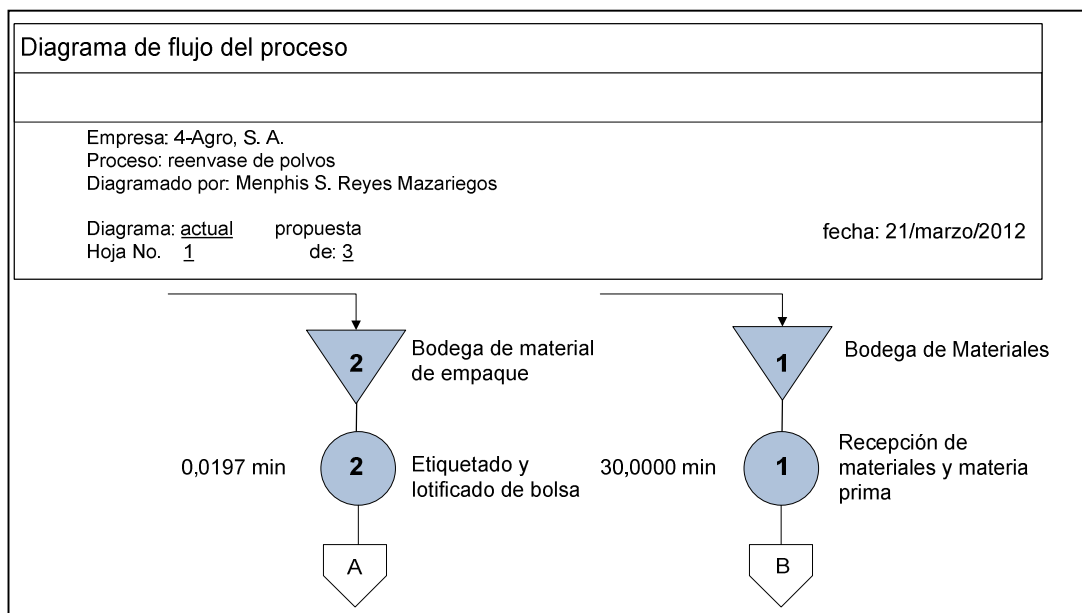 Diagrama de flujo del proceso
Empresa: 4-Agro, S. A.
Proceso: reenvase de polvos
Diagramado por: Menphis S. Reyes Mazariegos
Diagrama: actual propuesta
fecha: 21/marzo/2012
Hoja No. 1 de: 3
2
Bodega de material
de empaque
1
Bodega de Materiales
0,0197 min
2
Etiquetado y
lotificado de bolsa
30,0000 min
1
Recepción de
materiales y materia
prima
A
B